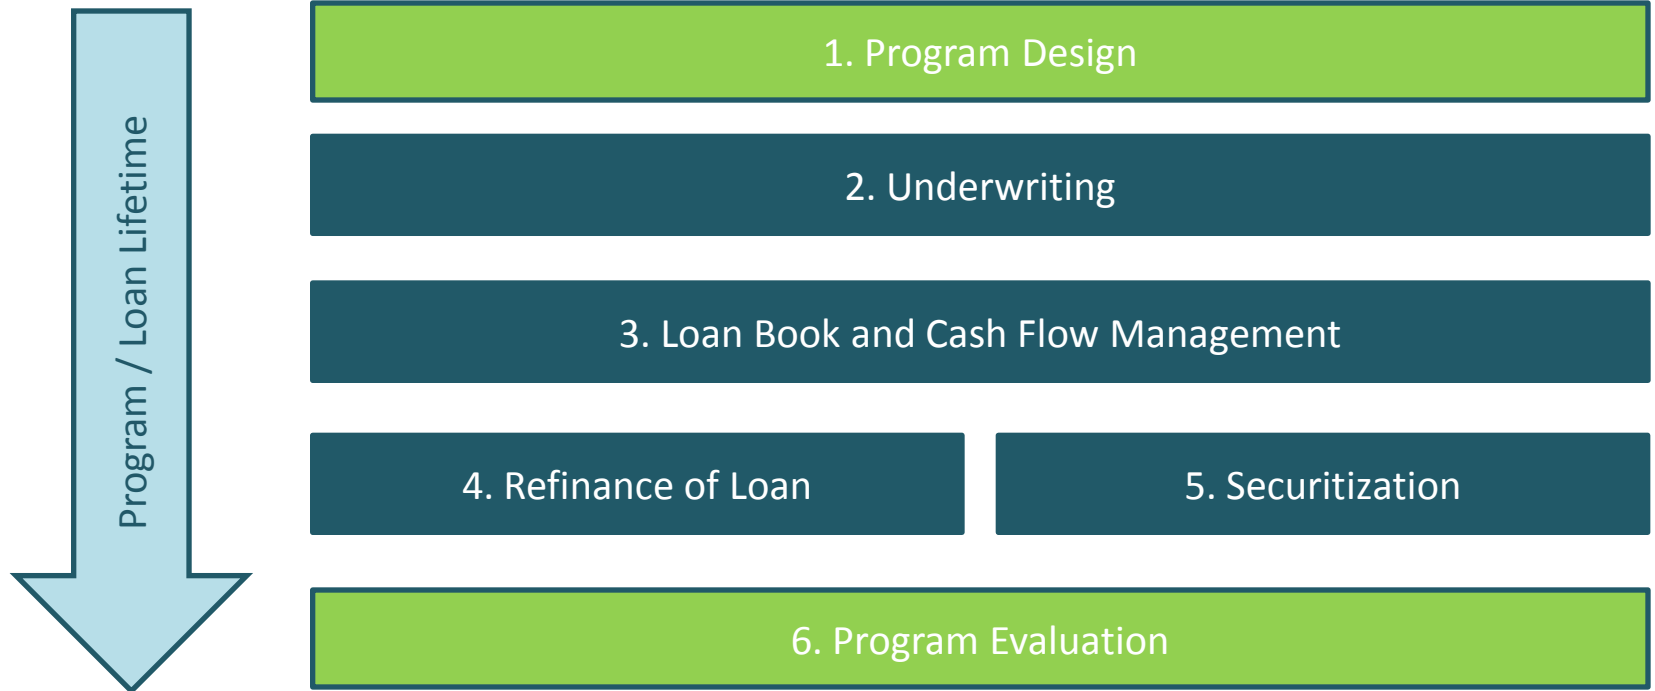 Program / Loan Lifetime
1. Program Design
2. Underwriting
3. Loan Book and Cash Flow Management
4. Refinance of Loan
5. Securitization
6. Program Evaluation